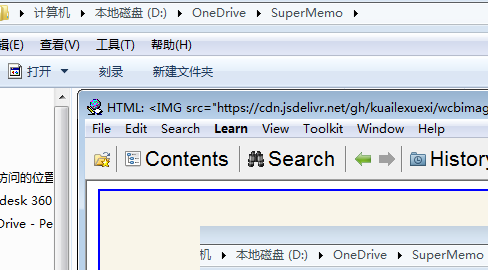 计算机 本地磁盘 (D:) OneDrive SuperMemo
辑(E) 查看(V) 工具(T) 帮助(H)
打开 刻录 新建文件夹
HTML: <IMG src="https://cdn.jsdelivr.net/gh/kuailexuexi/wcbimag
File Edit Search Learn View Toolkit Window Help
Contents Search History
访问的位置
desk 360
Drive - Pe
机 本地磁盘 (D:) OneDrive SuperMemo